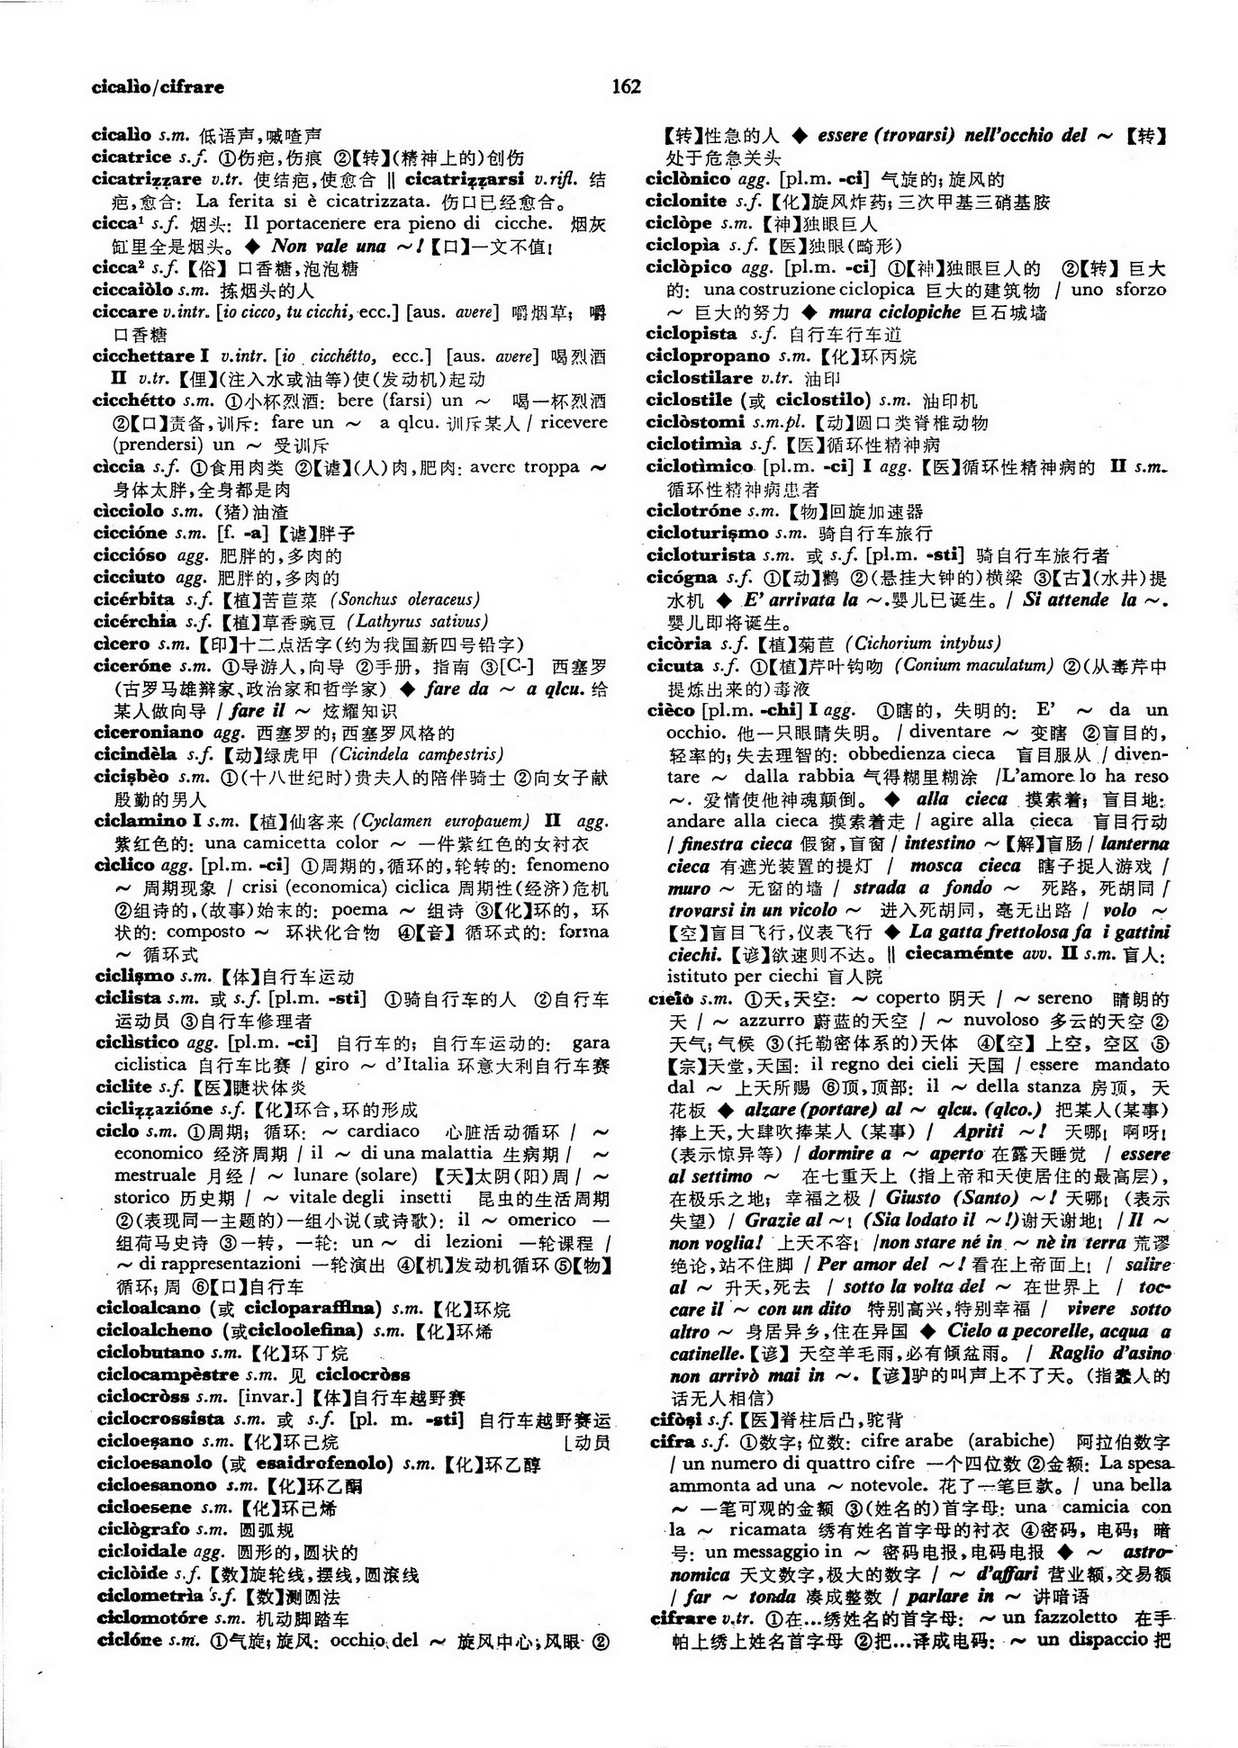 cicalìo/cifrare
162
cicalìo s.m. 低语声,嘁喳声
cicatrice s.f. ①伤疤,伤痕 ②【转】(精神上的)创伤
cicatriẓẓare v.tr. 使结疤,使愈合 ‖ cicatriẓẓarsi v.rifl. 结
疤,愈合: La ferita si è cicatrizzata. 伤口已经愈合。
cicca¹ s.f. 烟头: Il portacenere era pieno di cicche. 烟灰
缸里全是烟头。◆ Non vale una ～!【口】一文不值!
cicca² s.f.【俗】口香糖,泡泡糖
ciccaiòlo s.m. 拣烟头的人
ciccare v.intr. [io cicco, tu cicchi, ecc.] [aus. avere] 嚼烟草; 嚼
口香糖
cicchettare I v.intr. [io cicchétto, ecc.] [aus. avere] 喝烈酒
II v.tr.【俚】(注入水或油等)使(发动机)起动
cicchétto s.m. ①小杯烈酒: bere (farsi) un ～ 喝一杯烈酒
②【口】责备,训斥: fare un ～ a qlcu. 训斥某人 / ricevere
(prendersi) un ～ 受训斥
cìccia s.f. ①食用肉类 ②【谑】(人)肉,肥肉: avere troppa ～
身体太胖,全身都是肉
cìcciolo s.m. (猪)油渣
cicción​e s.m. [f. -a]【谑】胖子
ciccióso agg. 肥胖的,多肉的
cicciuto agg. 肥胖的,多肉的
cicérbita s.f.【植】苦苣菜 (Sonchus oleraceus)
cicérchia s.f.【植】草香豌豆 (Lathyrus sativus)
cìcero s.m.【印】十二点活字(约为我国新四号铅字)
ciceróne s.m. ①导游人,向导 ②手册, 指南 ③[C-] 西塞罗
(古罗马雄辩家、政治家和哲学家) ◆ fare da ～ a qlcu. 给
某人做向导 / fare il ～ 炫耀知识
ciceroniano agg. 西塞罗的;西塞罗风格的
cicindèla s.f.【动】绿虎甲 (Cicindela campestris)
ciciṣbèo s.m. ①(十八世纪时)贵夫人的陪伴骑士 ②向女子献
殷勤的男人
ciclamino I s.m.【植】仙客来 (Cyclamen europauem) II agg.
紫红色的: una camicetta color ～ 一件紫红色的女衬衣
cìclico agg. [pl.m. -ci] ①周期的,循环的,轮转的: fenomeno
～ 周期现象 / crisi (economica) ciclica 周期性(经济)危机
②组诗的,(故事)始末的: poema ～ 组诗 ③【化】环的, 环
状的: composto ～ 环状化合物 ④【音】循环式的: forma
～ 循环式
cicliṣmo s.m.【体】自行车运动
ciclista s.m. 或 s.f. [pl.m. -sti] ①骑自行车的人 ②自行车
运动员 ③自行车修理者
ciclìstico agg. [pl.m. -ci] 自行车的; 自行车运动的: gara
ciclistica 自行车比赛 / giro ～ d'Italia 环意大利自行车赛
ciclite s.f.【医】睫状体炎
cicliẓẓazióne s.f.【化】环合,环的形成
ciclo s.m. ①周期; 循环: ～ cardiaco 心脏活动循环 / ～
economico 经济周期 / il ～ di una malattia 生病期 / ～
mestruale 月经 / ～ lunare (solare)【天】太阴(阳)周 / ～
storico 历史期 / ～ vitale degli insetti 昆虫的生活周期
②(表现同一主题的)一组小说(或诗歌): il ～ omerico 一
组荷马史诗 ③一转, 一轮: un ～ di lezioni 一轮课程 /
～ di rappresentazioni 一轮演出 ④【机】发动机循环 ⑤【物】
循环; 周 ⑥【口】自行车
cicloalcano (或 cicloparaffina) s.m.【化】环烷
cicloalcheno (或cicloolefina) s.m.【化】环烯
ciclobutano s.m.【化】环丁烷
ciclocampèstre s.m. 见 ciclocròss
ciclocròss s.m. [invar.]【体】自行车越野赛
ciclocrossista s.m. 或 s.f. [pl. m. -sti] 自行车越野赛运
cicloeṣano s.m.【化】环己烷 ⌊动员
cicloesanolo (或 esaidrofenolo) s.m.【化】环乙醇
cicloesanono s.m.【化】环乙酮
cicloesene s.m.【化】环己烯
ciclògrafo s.m. 圆弧规
cicloidale agg. 圆形的,圆状的
ciclòide s.f.【数】旋轮线,摆线,圆滚线
ciclometrìa s.f.【数】测圆法
ciclomotóre s.m. 机动脚踏车
ciclóne s.m. ①气旋; 旋风: occhio del ～ 旋风中心;风眼 ②
【转】性急的人 ◆ essere (trovarsi) nell'occhio del ～【转】
处于危急关头
ciclònico agg. [pl.m. -ci] 气旋的; 旋风的
ciclonite s.f.【化】旋风炸药; 三次甲基三硝基胺
ciclòpe s.m.【神】独眼巨人
ciclopìa s.f.【医】独眼(畸形)
ciclòpico agg. [pl.m. -ci] ①【神】独眼巨人的 ②【转】巨大
的: una costruzione ciclopica 巨大的建筑物 / uno sforzo
～ 巨大的努力 ◆ mura ciclopiche 巨石城墙
ciclopista s.f. 自行车行车道
ciclopropano s.m.【化】环丙烷
ciclostilare v.tr. 油印
ciclostile (或 ciclostilo) s.m. 油印机
ciclòstomi s.m.pl.【动】圆口类脊椎动物
ciclotimìa s.f.【医】循环性精神病
ciclotìmico [pl.m. -ci] I agg.【医】循环性精神病的 II s.m.
循环性精神病患者
ciclotróne s.m.【物】回旋加速器
cicloturiṣmo s.m. 骑自行车旅行
cicloturista s.m. 或 s.f. [pl.m. -sti] 骑自行车旅行者
cicógna s.f. ①【动】鹳 ②(悬挂大钟的)横梁 ③【古】(水井)提
水机 ◆ E' arrivata la ～. 婴儿已诞生。/ Si attende la ～.
婴儿即将诞生。
cicòria s.f.【植】菊苣 (Cichorium intybus)
cicuta s.f. ①【植】芹叶钩吻 (Conium maculatum) ②(从毒芹中
提炼出来的)毒液
cièco [pl.m. -chi] I agg. ①瞎的, 失明的: E' ～ da un
occhio. 他一只眼睛失明。/ diventare ～ 变瞎 ②盲目的,
轻率的; 失去理智的: obbedienza cieca 盲目服从 / diven-
tare ～ dalla rabbia 气得糊里糊涂 /L'amore lo ha reso
～. 爱情使他神魂颠倒。◆ alla cieca 摸索着; 盲目地:
andare alla cieca 摸索着走 / agire alla cieca 盲目行动
/ finestra cieca 假窗,盲窗 / intestino ～【解】盲肠 / lanterna
cieca 有遮光装置的提灯 / mosca cieca 瞎子捉人游戏 /
muro ～ 无窗的墙 / strada a fondo ～ 死路, 死胡同 /
trovarsi in un vicolo ～ 进入死胡同, 毫无出路 / volo ～
【空】盲目飞行,仪表飞行 ◆ La gatta frettolosa fa i gattini
ciechi.【谚】欲速则不达。‖ ciecaménte avv. II s.m. 盲人:
istituto per ciechi 盲人院
cielo s.m. ①天,天空: ～ coperto 阴天 / ～ sereno 晴朗的
天 / ～ azzurro 蔚蓝的天空 / ～ nuvoloso 多云的天空 ②
天气; 气候 ③(托勒密体系的)天体 ④【空】上空, 空区 ⑤
【宗】天堂,天国: il regno dei cieli 天国 / essere mandato
dal ～ 上天所赐 ⑥顶,顶部: il ～ della stanza 房顶, 天
花板 ◆ alzare (portare) al ～ qlcu. (qlco.) 把某人(某事)
捧上天,大肆吹捧某人 (某事) / Apriti ～! 天哪! 啊呀!
(表示惊异等) / dormire a ～ aperto 在露天睡觉 / essere
al settimo ～ 在七重天上 (指上帝和天使居住的最高层),
在极乐之地; 幸福之极 / Giusto (Santo) ～! 天哪! (表示
失望) / Grazie al ～! (Sia lodato il ～!) 谢天谢地! / Il ～
non voglia! 上天不容! /non stare né in ～ nè in terra 荒谬
绝论,站不住脚 / Per amor del ～! 看在上帝面上! / salire
al ～ 升天,死去 / sotto la volta del ～ 在世界上 / toc-
care il ～ con un dito 特别高兴,特别幸福 / vivere sotto
altro ～ 身居异乡,住在异国 ◆ Cielo a pecorelle, acqua a
catinelle.【谚】天空羊毛雨,必有倾盆雨。/ Raglio d'asino
non arrivò mai in ～.【谚】驴的叫声上不了天。(指蠢人的
话无人相信)
cifòṣi s.f.【医】脊柱后凸,驼背
cifra s.f. ①数字; 位数: cifre arabe (arabiche) 阿拉伯数字
/ un numero di quattro cifre 一个四位数 ②金额: La spesa
ammonta ad una ～ notevole. 花了一笔巨款。/ una bella
～ 一笔可观的金额 ③(姓名的)首字母: una camicia con
la ～ ricamata 绣有姓名首字母的衬衣 ④密码, 电码; 暗
号: un messaggio in ～ 密码电报,电码电报 ◆ ～ astro-
nomica 天文数字,极大的数字 / ～ d'affari 营业额,交易额
/ far ～ tonda 凑成整数 / parlare in ～ 讲暗语
cifrare v.tr. ①在…绣姓名的首字母: ～ un fazzoletto 在手
帕上绣上姓名首字母 ②把…译成电码: ～ un dispaccio 把